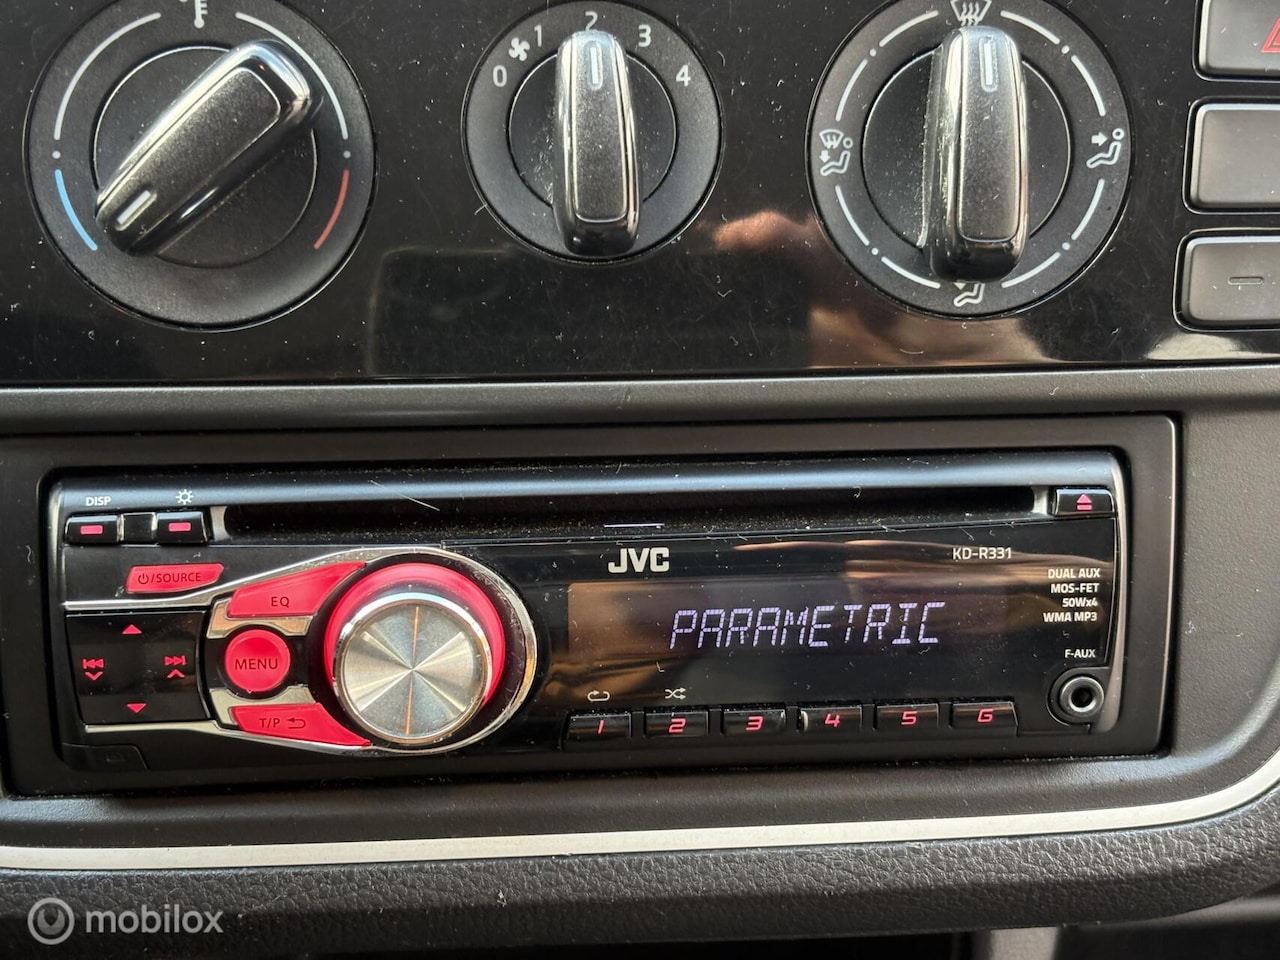 0 1 2 3 4
DISP
JVC
KD-R331
⏻/SOURCE
DUAL AUX
MOS-FET
50Wx4
WMA MP3
EQ
PARAMETRIC
MENU
F-AUX
T/P
1 2 3 4 5 6
mobilox